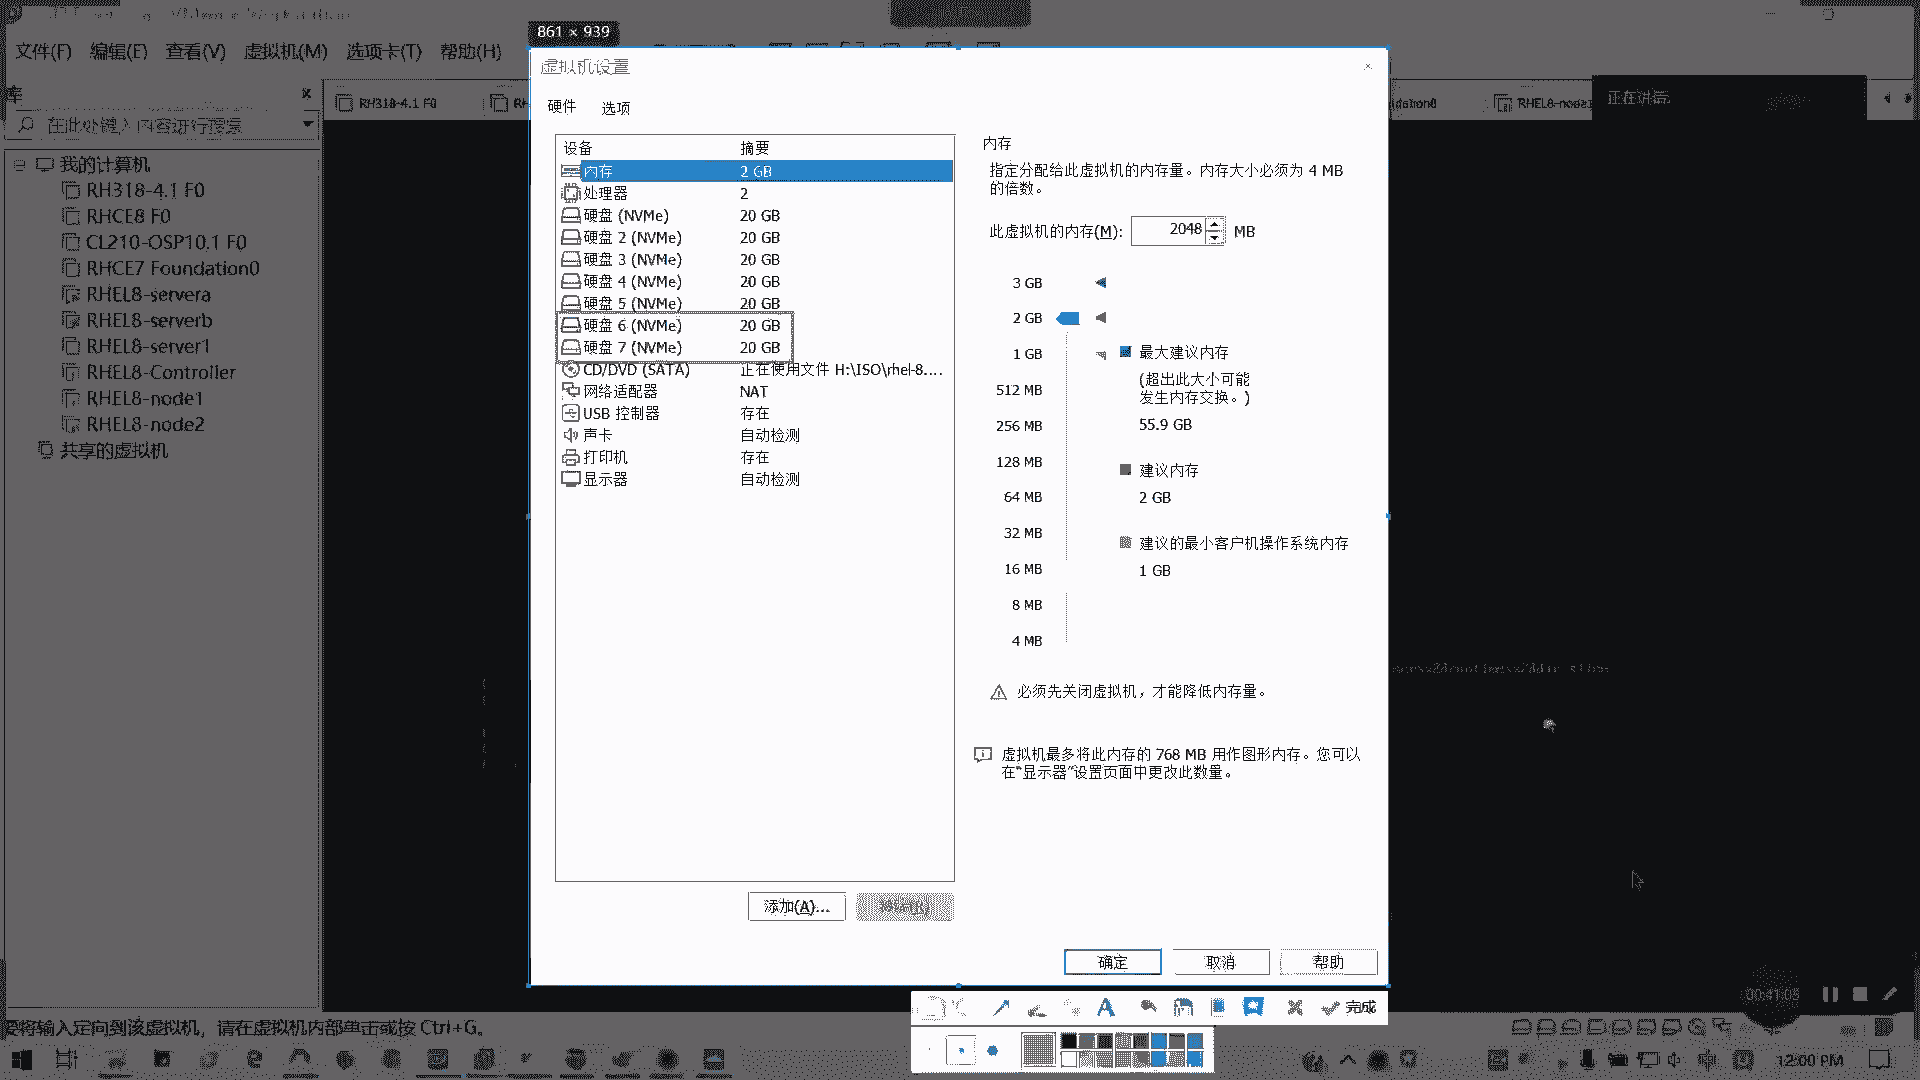 861 × 939
文件(F) 编辑(E) 查看(V) 虚拟机(M) 选项卡(T) 帮助(H)
库
在此处键入内容进行搜索
我的计算机
RH318-4.1 F0
RHCE8 F0
CL210-OSP10.1 F0
RHCE7 Foundation0
RHEL8-servera
RHEL8-serverb
RHEL8-server1
RHEL8-Controller
RHEL8-node1
RHEL8-node2
共享的虚拟机
RH318-4.1 F0
RHEL8-node
正在讲话:
虚拟机设置
硬件 选项
设备 摘要
内存 2 GB
处理器 2
硬盘 (NVMe) 20 GB
硬盘 2 (NVMe) 20 GB
硬盘 3 (NVMe) 20 GB
硬盘 4 (NVMe) 20 GB
硬盘 5 (NVMe) 20 GB
硬盘 6 (NVMe) 20 GB
硬盘 7 (NVMe) 20 GB
CD/DVD (SATA) 正在使用文件 H:\ISO\rhel-8....
网络适配器 NAT
USB 控制器 存在
声卡 自动检测
打印机 存在
显示器 自动检测
添加(A)...
内存
指定分配给此虚拟机的内存量。内存大小必须为 4 MB
的倍数。
此虚拟机的内存(M): 2048 MB
3 GB
2 GB
1 GB
512 MB
256 MB
128 MB
64 MB
32 MB
16 MB
8 MB
4 MB
最大建议内存
(超出此大小可能
发生内存交换。)
55.9 GB
建议内存
2 GB
建议的最小客户机操作系统内存
1 GB
必须先关闭虚拟机，才能降低内存量。
虚拟机最多将此内存的 768 MB 用作图形内存。您可以
在“显示器”设置页面中更改此数量。
确定 取消 帮助
完成
00:41:05
要将输入定向到该虚拟机，请在虚拟机内部单击或按 Ctrl+G。
12:00 PM